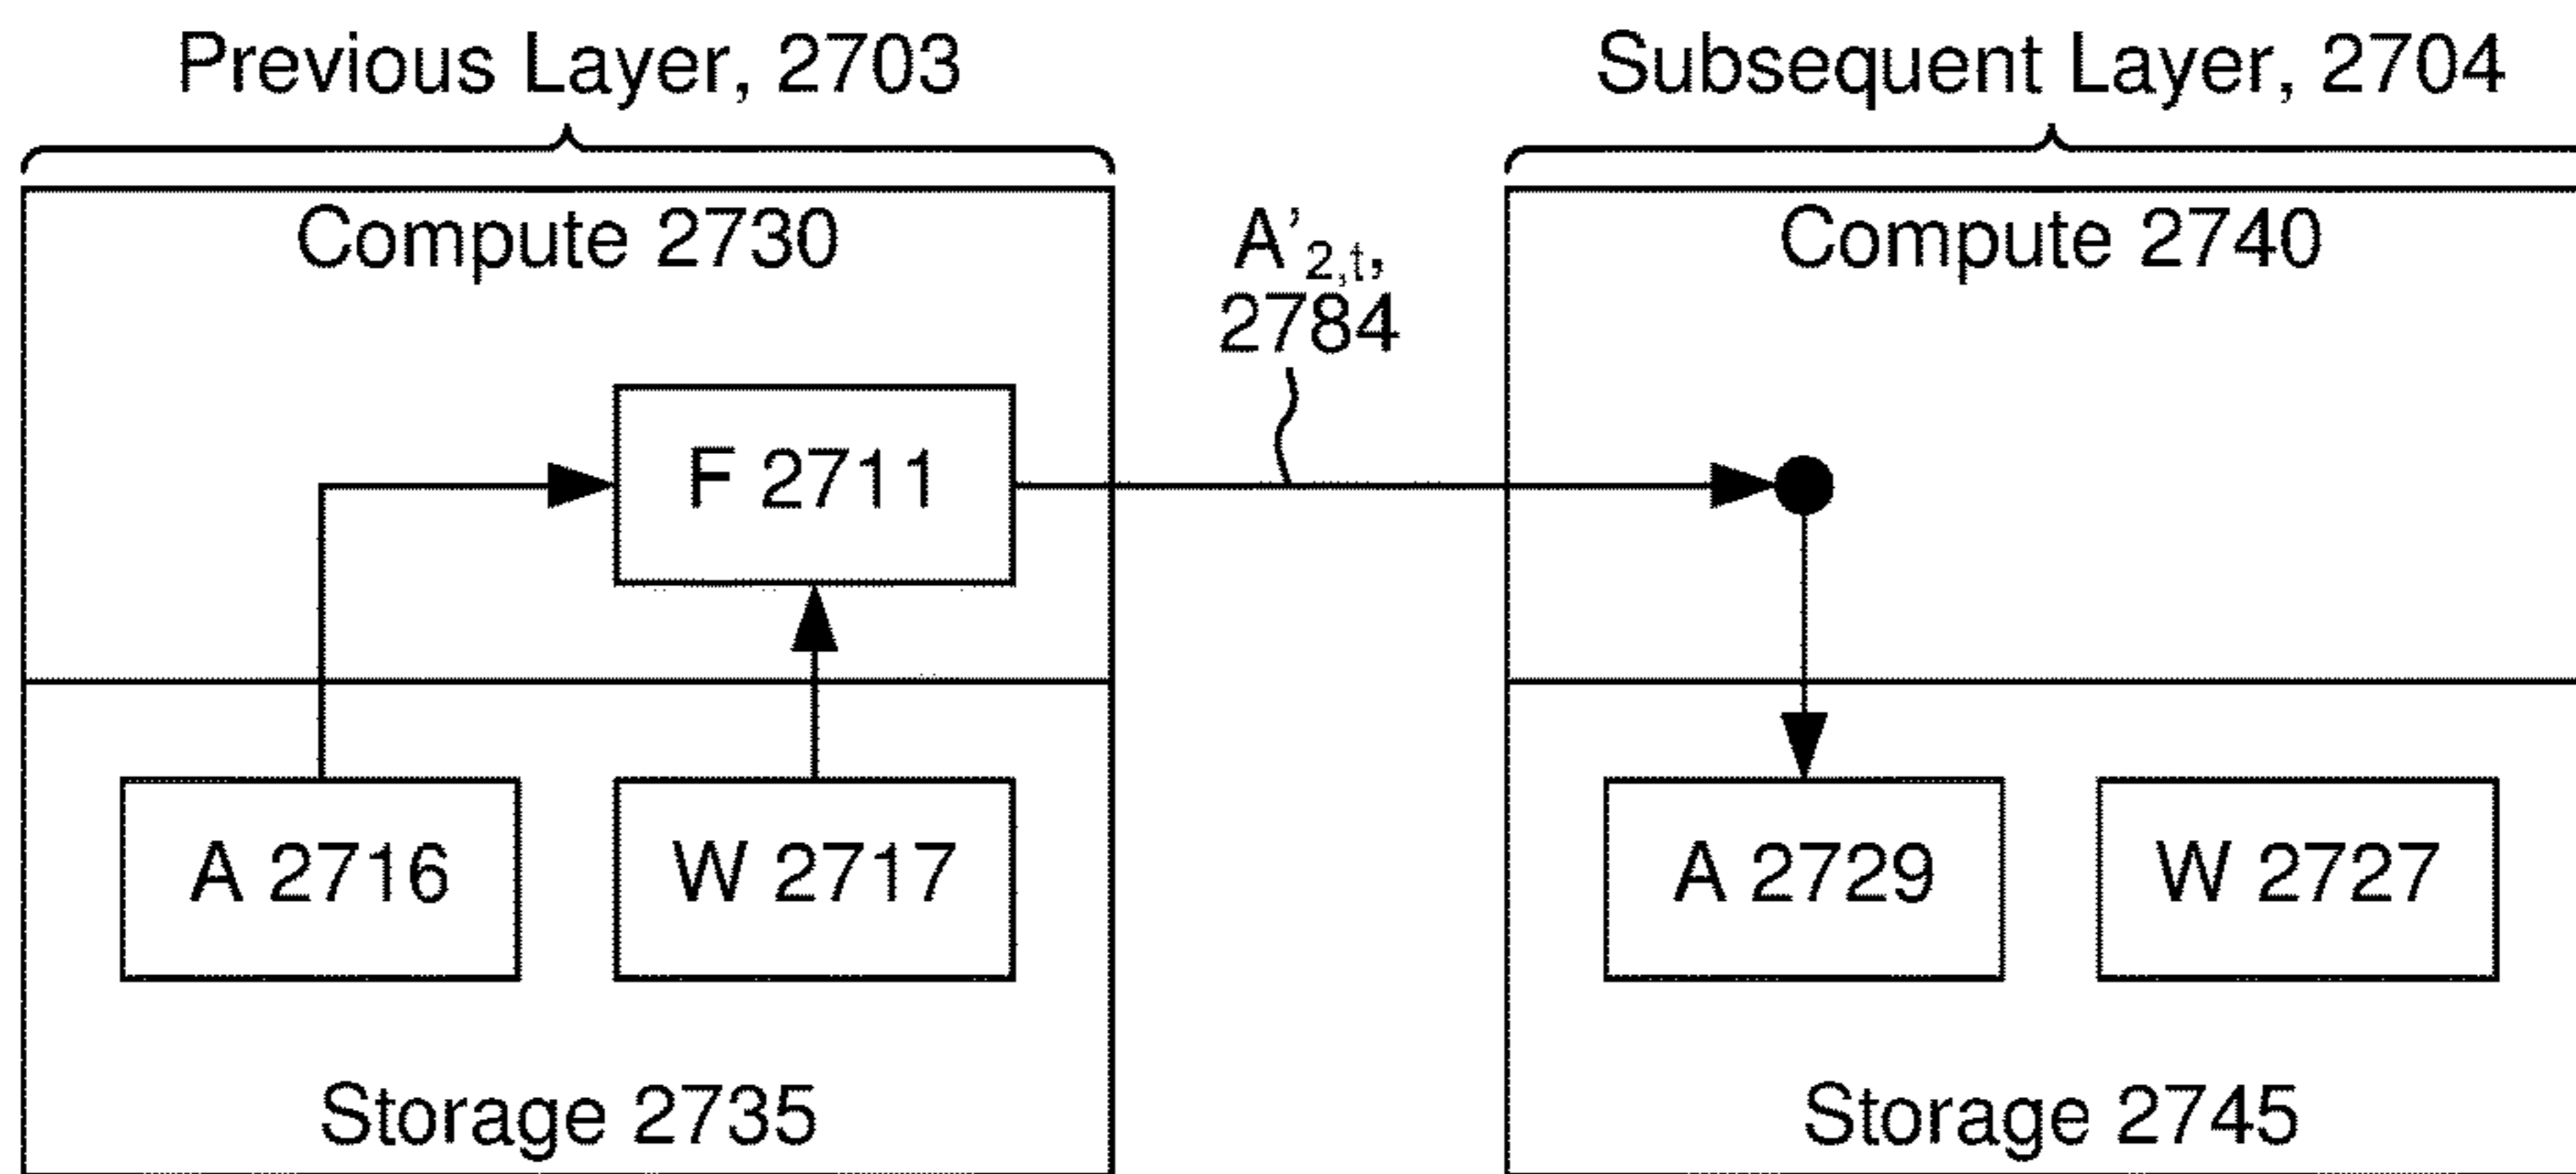 Previous Layer, 2703
Subsequent Layer, 2704
Compute 2730
A'2,t,
2784
Compute 2740
F 2711
A 2716
W 2717
A 2729
W 2727
Storage 2735
Storage 2745